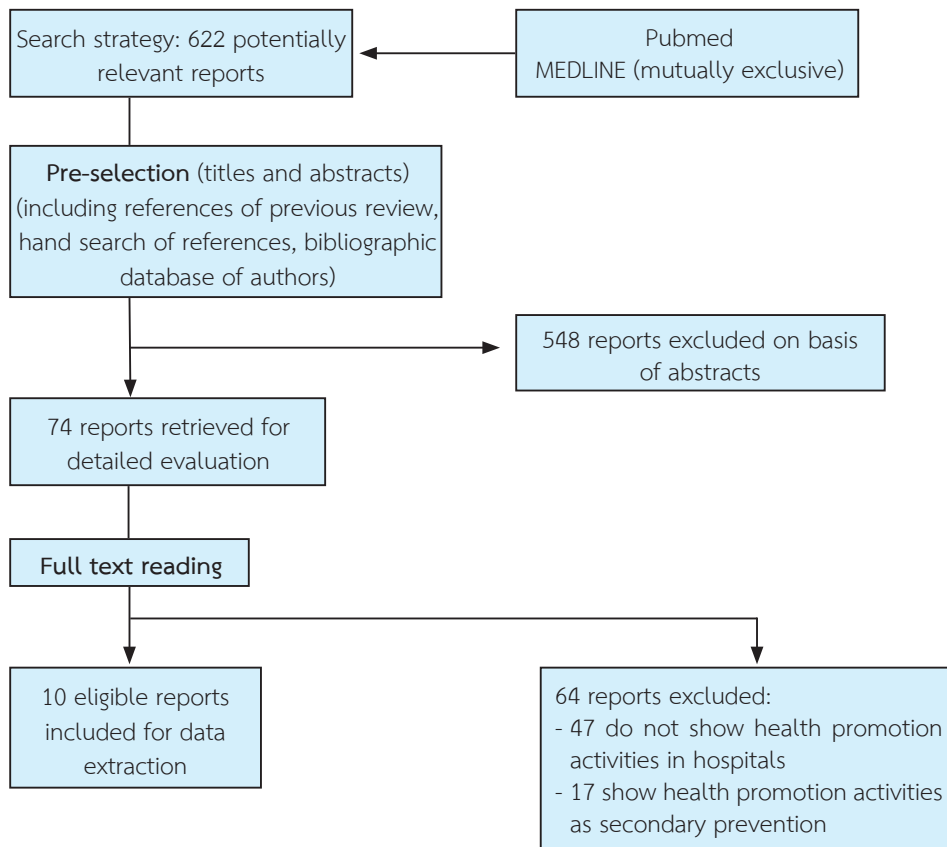 Search strategy: 622 potentially
relevant reports
Pubmed
MEDLINE (mutually exclusive)
Pre-selection (titles and abstracts)
(including references of previous review,
hand search of references, bibliographic
database of authors)
548 reports excluded on basis
of abstracts
74 reports retrieved for
detailed evaluation
Full text reading
10 eligible reports
included for data
extraction
64 reports excluded:
- 47 do not show health promotion
activities in hospitals
- 17 show health promotion activities
as secondary prevention